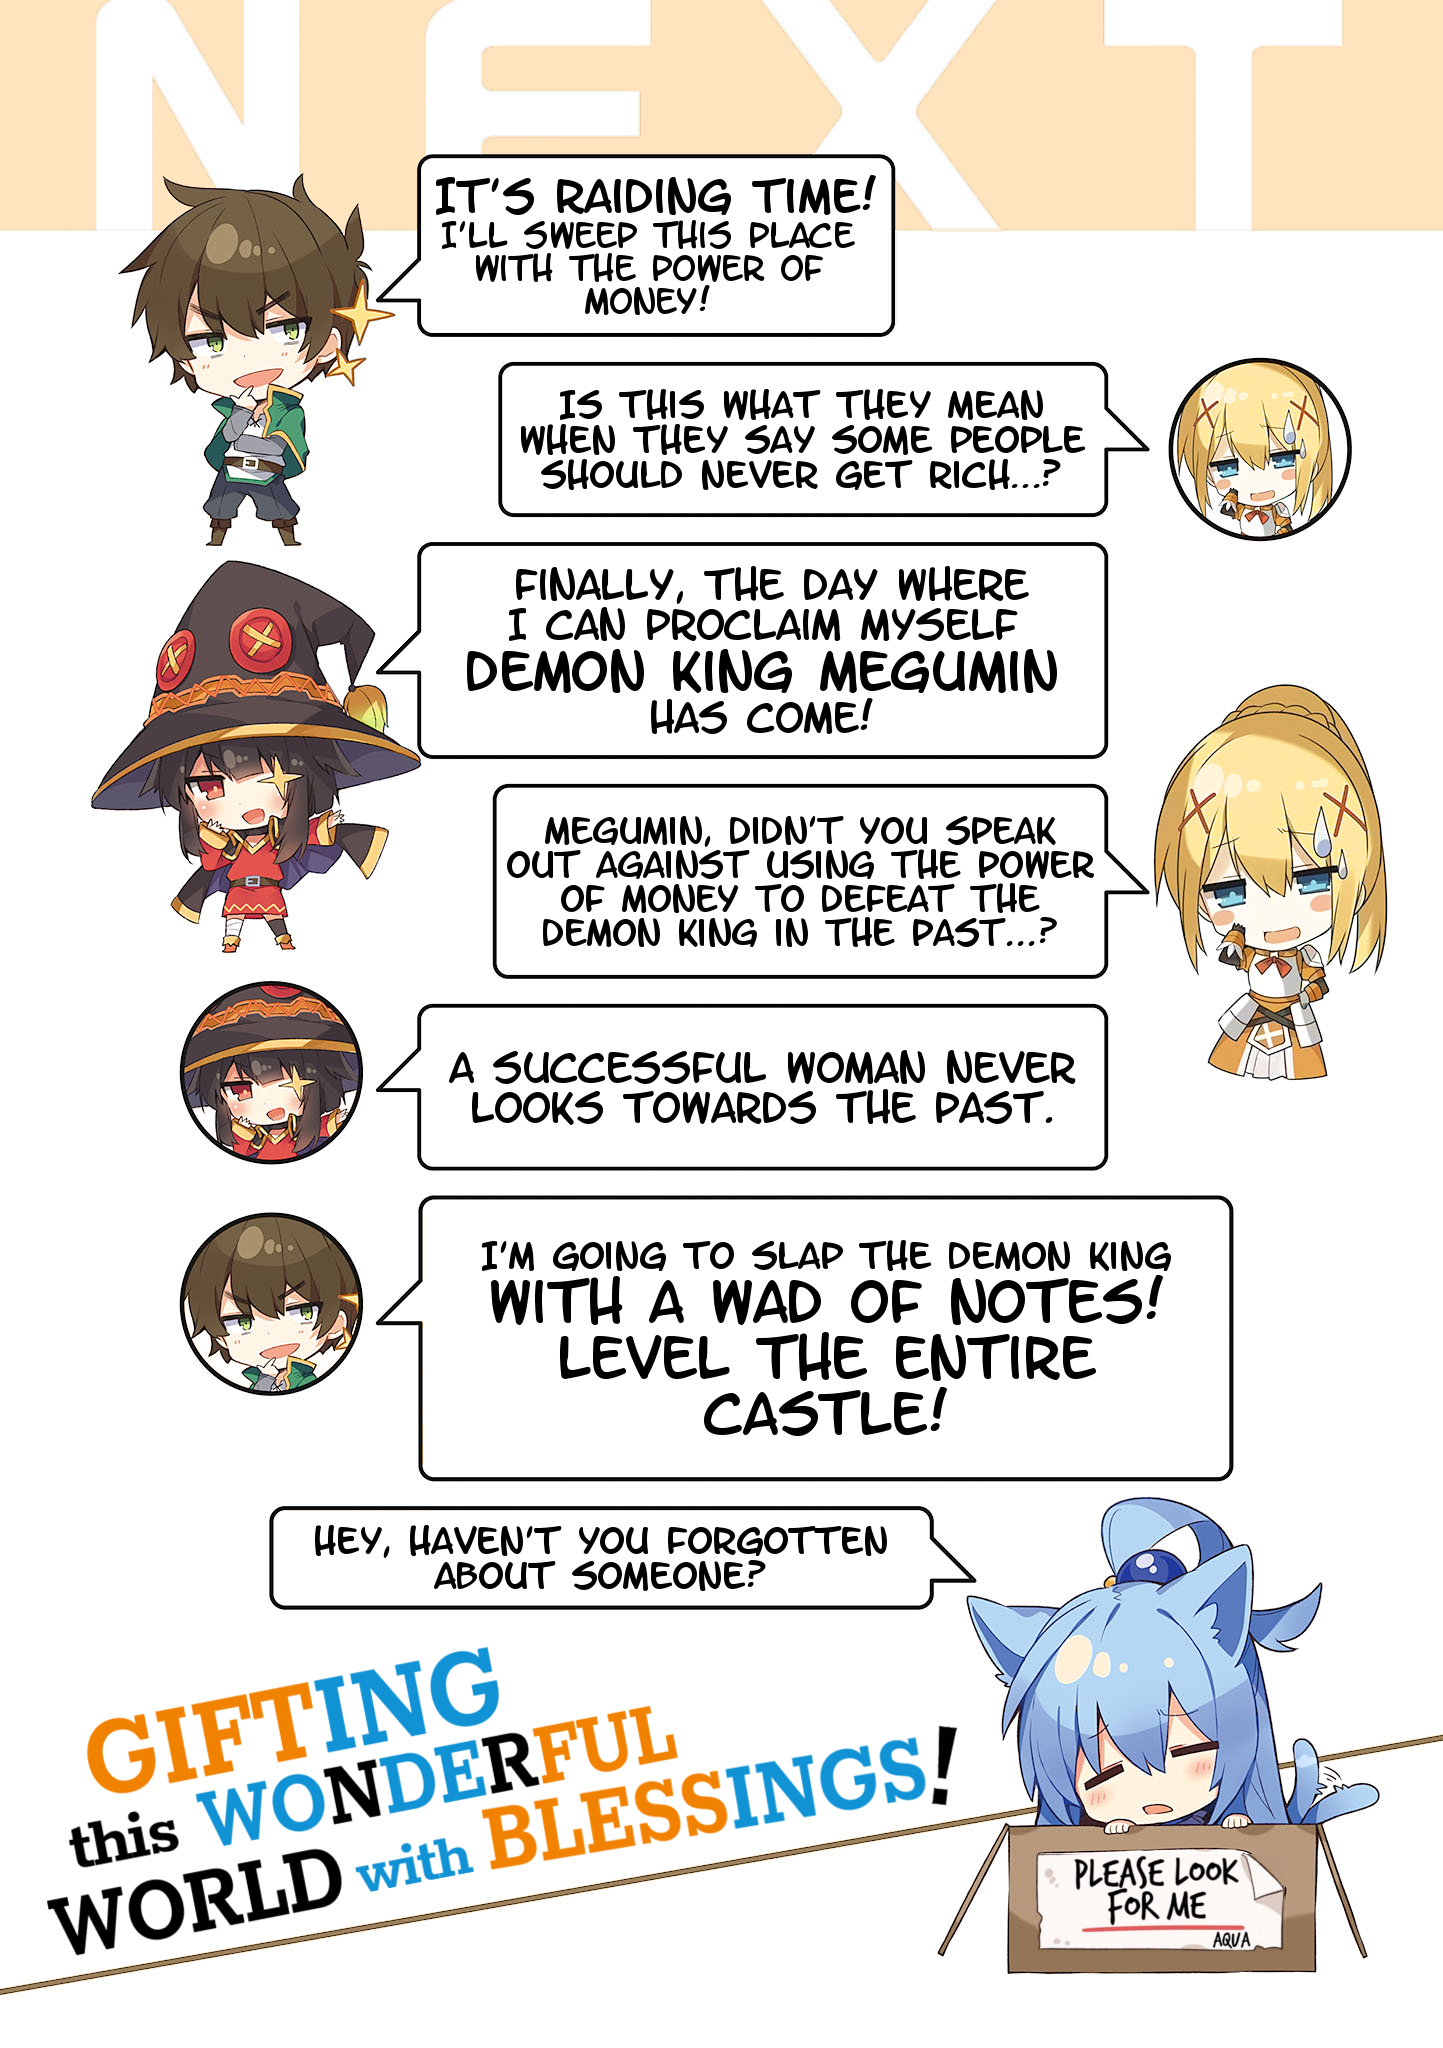 NEXT
IT'S RAIDING TIME!
I'LL SWEEP THIS PLACE
WITH THE POWER OF
MONEY!
IS THIS WHAT THEY MEAN
WHEN THEY SAY SOME PEOPLE
SHOULD NEVER GET RICH...?
FINALLY, THE DAY WHERE
I CAN PROCLAIM MYSELF
DEMON KING MEGUMIN
HAS COME!
MEGUMIN, DIDN'T YOU SPEAK
OUT AGAINST USING THE POWER
OF MONEY TO DEFEAT THE
DEMON KING IN THE PAST...?
A SUCCESSFUL WOMAN NEVER
LOOKS TOWARDS THE PAST.
I'M GOING TO SLAP THE DEMON KING
WITH A WAD OF NOTES!
LEVEL THE ENTIRE
CASTLE!
HEY, HAVEN'T YOU FORGOTTEN
ABOUT SOMEONE?
GIFTING
this WONDERFUL
WORLD with BLESSINGS!
PLEASE LOOK
FOR ME
AQUA